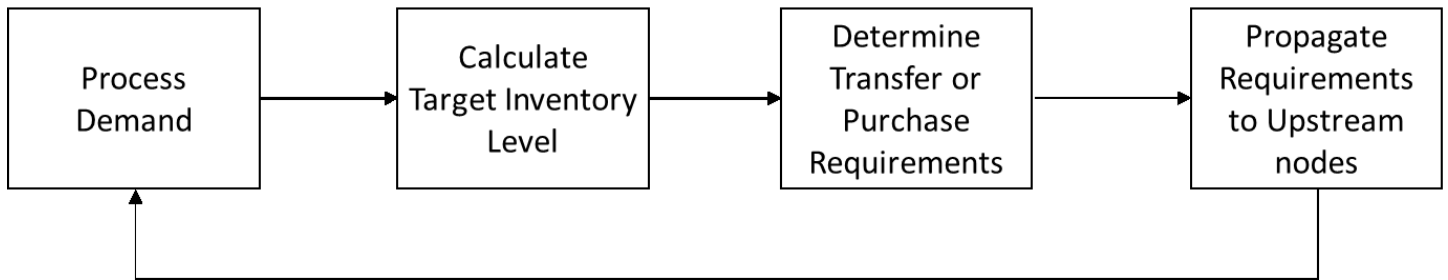 Process
Demand
Calculate
Target Inventory
Level
Determine
Transfer or
Purchase
Requirements
Propagate
Requirements
to Upstream
nodes